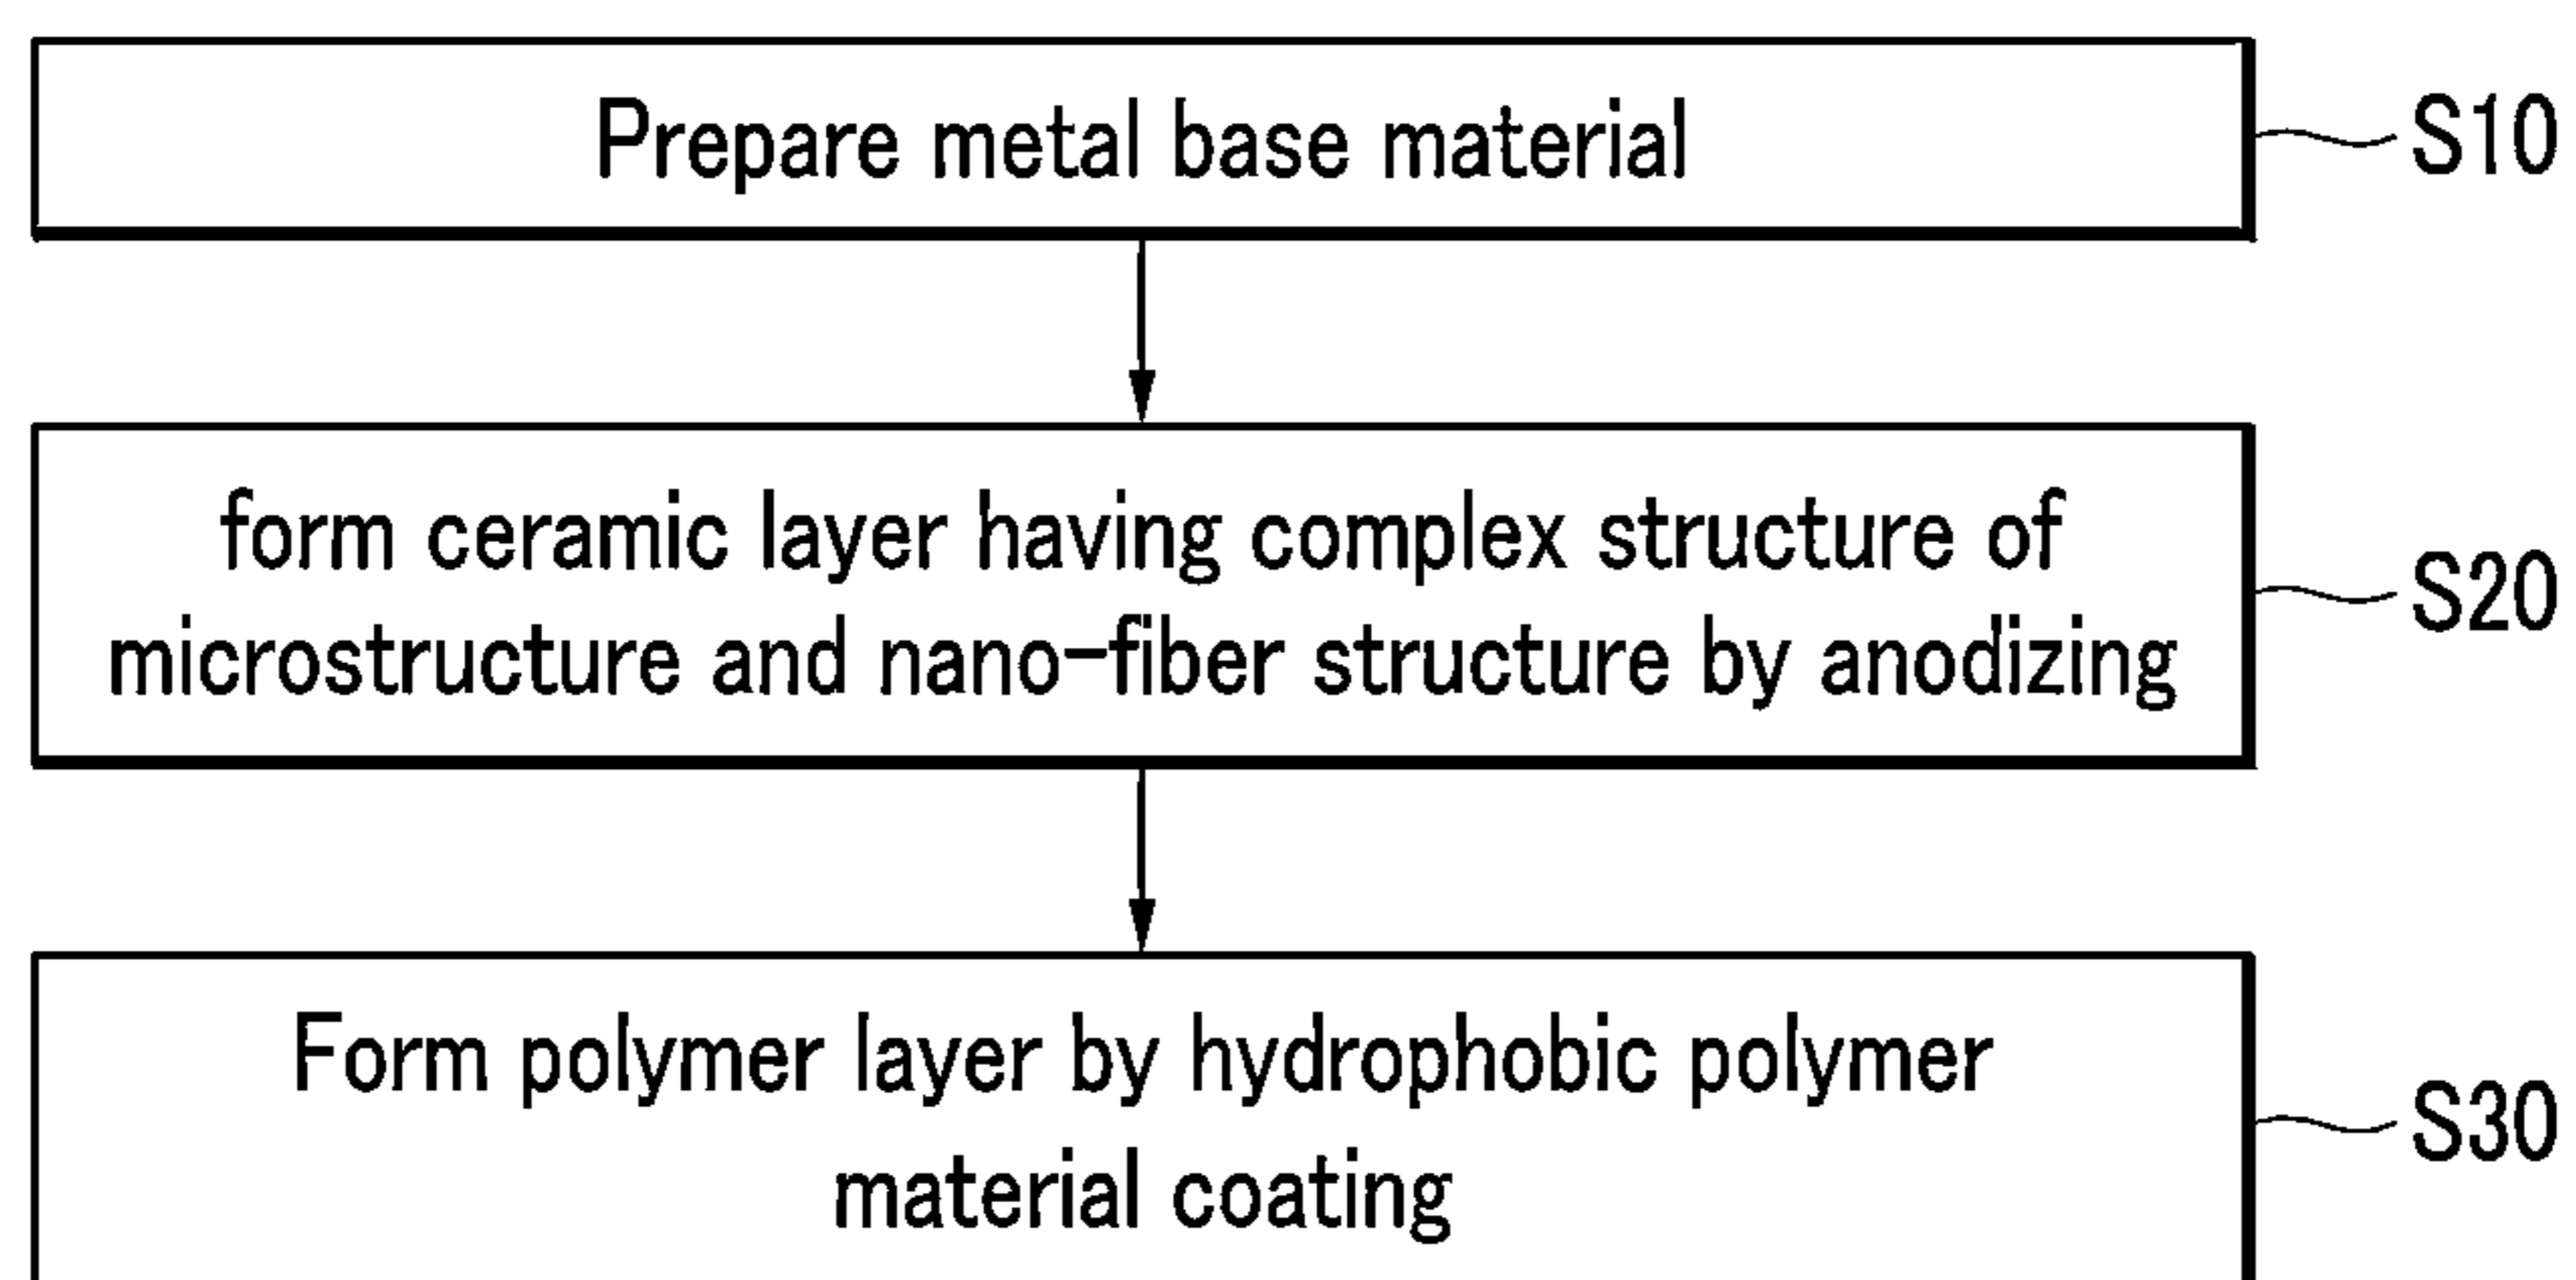 Prepare metal base material
S10
form ceramic layer having complex structure of
microstructure and nano-fiber structure by anodizing
S20
Form polymer layer by hydrophobic polymer
material coating
S30